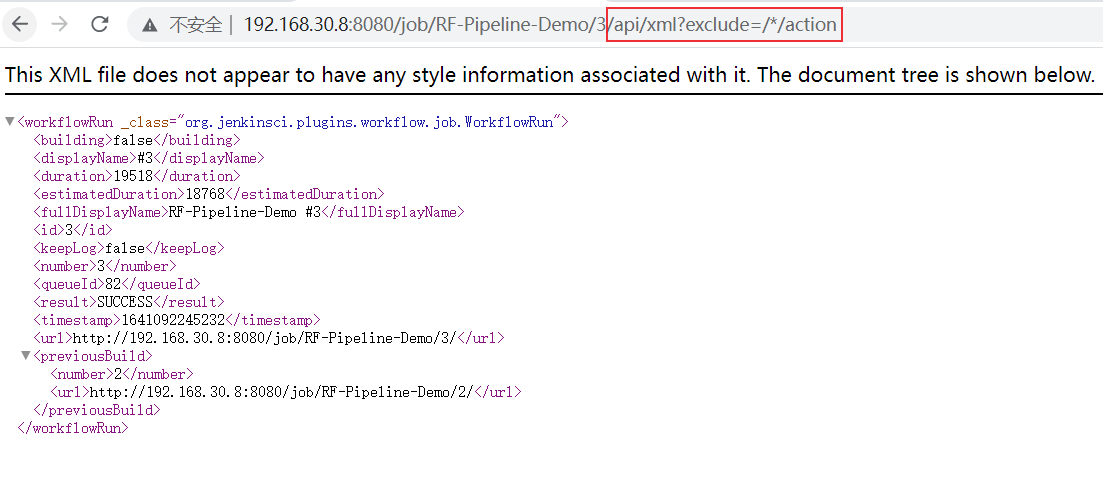 不安全 192.168.30.8:8080/job/RF-Pipeline-Demo/3/api/xml?exclude=/*/action
This XML file does not appear to have any style information associated with it. The document tree is shown below.
<workflowRun _class="org.jenkinsci.plugins.workflow.job.WorkflowRun">
<building>false</building>
<displayName>#3</displayName>
<duration>19518</duration>
<estimatedDuration>18768</estimatedDuration>
<fullDisplayName>RF-Pipeline-Demo #3</fullDisplayName>
<id>3</id>
<keepLog>false</keepLog>
<number>3</number>
<queueId>82</queueId>
<result>SUCCESS</result>
<timestamp>1641092245232</timestamp>
<url>http://192.168.30.8:8080/job/RF-Pipeline-Demo/3/</url>
<previousBuild>
<number>2</number>
<url>http://192.168.30.8:8080/job/RF-Pipeline-Demo/2/</url>
</previousBuild>
</workflowRun>